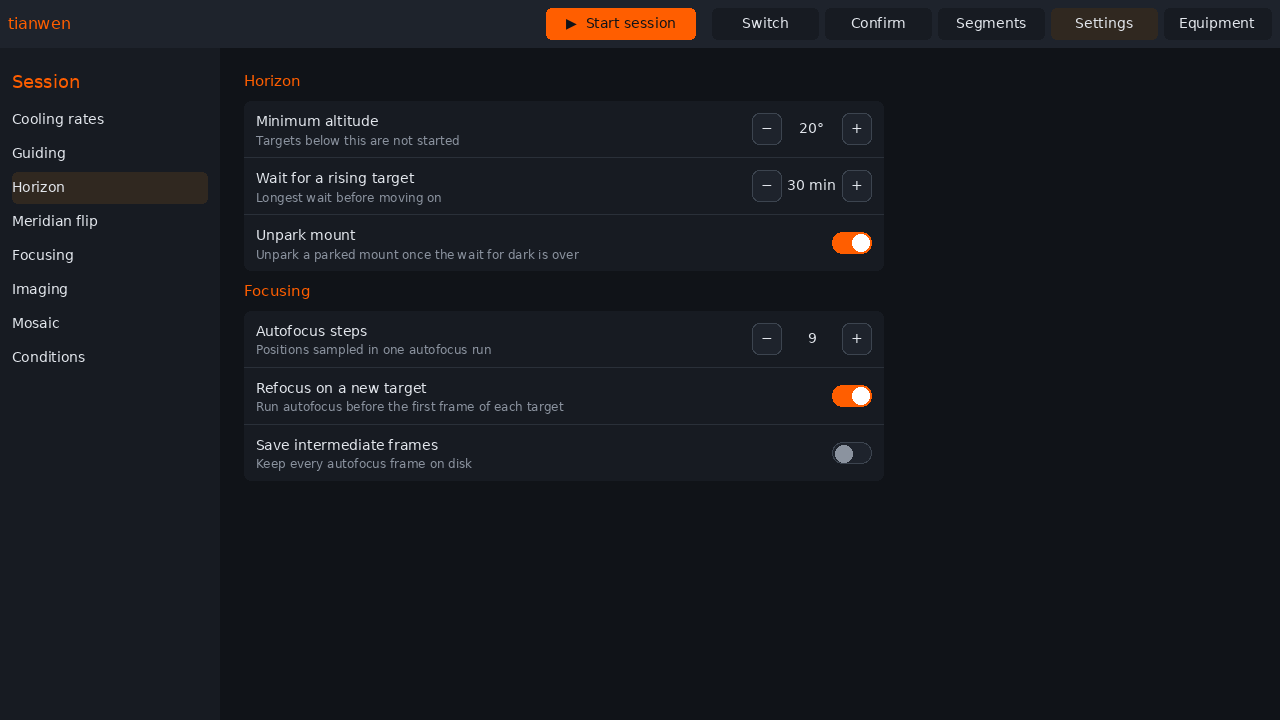 tianwen
▶ Start session
Switch
Confirm
Segments
Settings
Equipment
Session
Cooling rates
Guiding
Horizon
Meridian flip
Focusing
Imaging
Mosaic
Conditions
Horizon
Minimum altitude
Targets below this are not started
− 20° +
Wait for a rising target
Longest wait before moving on
− 30 min +
Unpark mount
Unpark a parked mount once the wait for dark is over
Focusing
Autofocus steps
Positions sampled in one autofocus run
− 9 +
Refocus on a new target
Run autofocus before the first frame of each target
Save intermediate frames
Keep every autofocus frame on disk